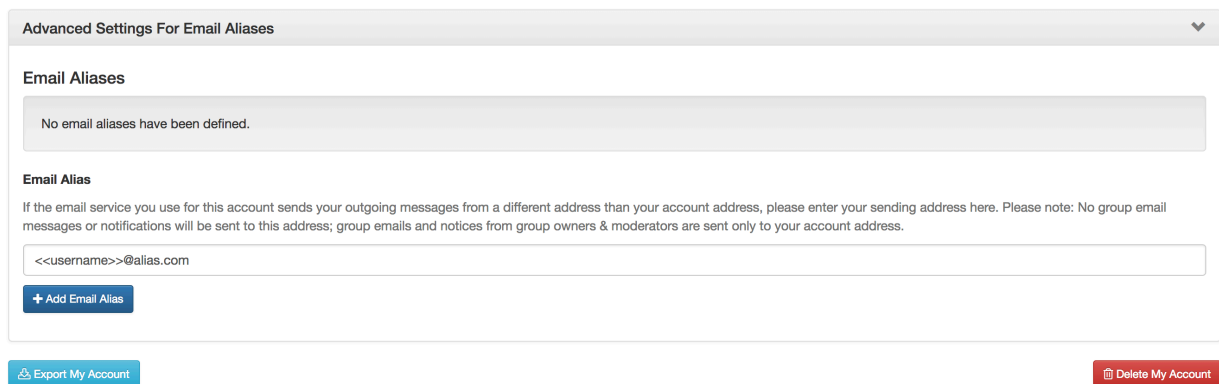 Advanced Settings For Email Aliases
Email Aliases
No email aliases have been defined.
Email Alias
If the email service you use for this account sends your outgoing messages from a different address than your account address, please enter your sending address here. Please note: No group email
messages or notifications will be sent to this address; group emails and notices from group owners & moderators are sent only to your account address.
<<username>>@alias.com
+ Add Email Alias
Export My Account
Delete My Account